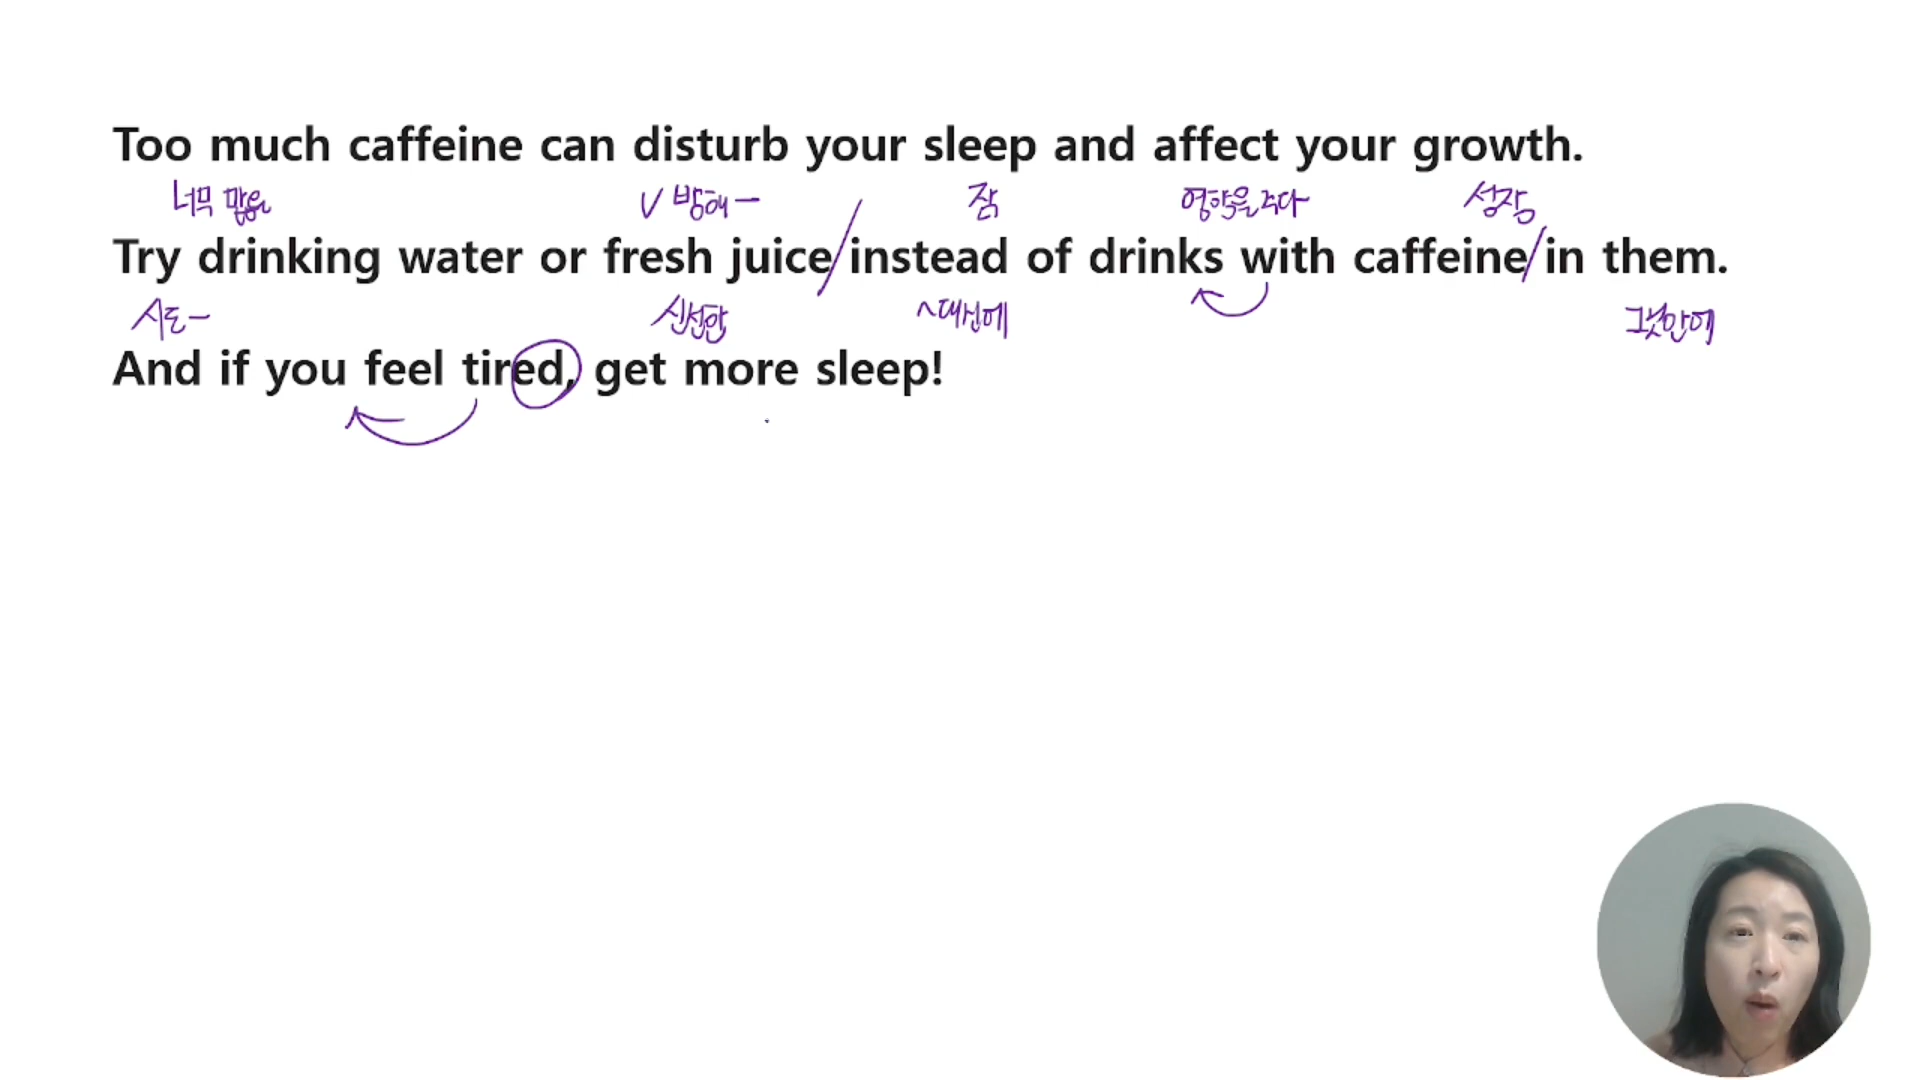 Too much caffeine can disturb your sleep and affect your growth.
너무 많은 V 방해- 잠 영향을 주다 성장
Try drinking water or fresh juice/instead of drinks with caffeine/in them.
시도- 신선한 ~대신에 그것안에
And if you feel tired, get more sleep!